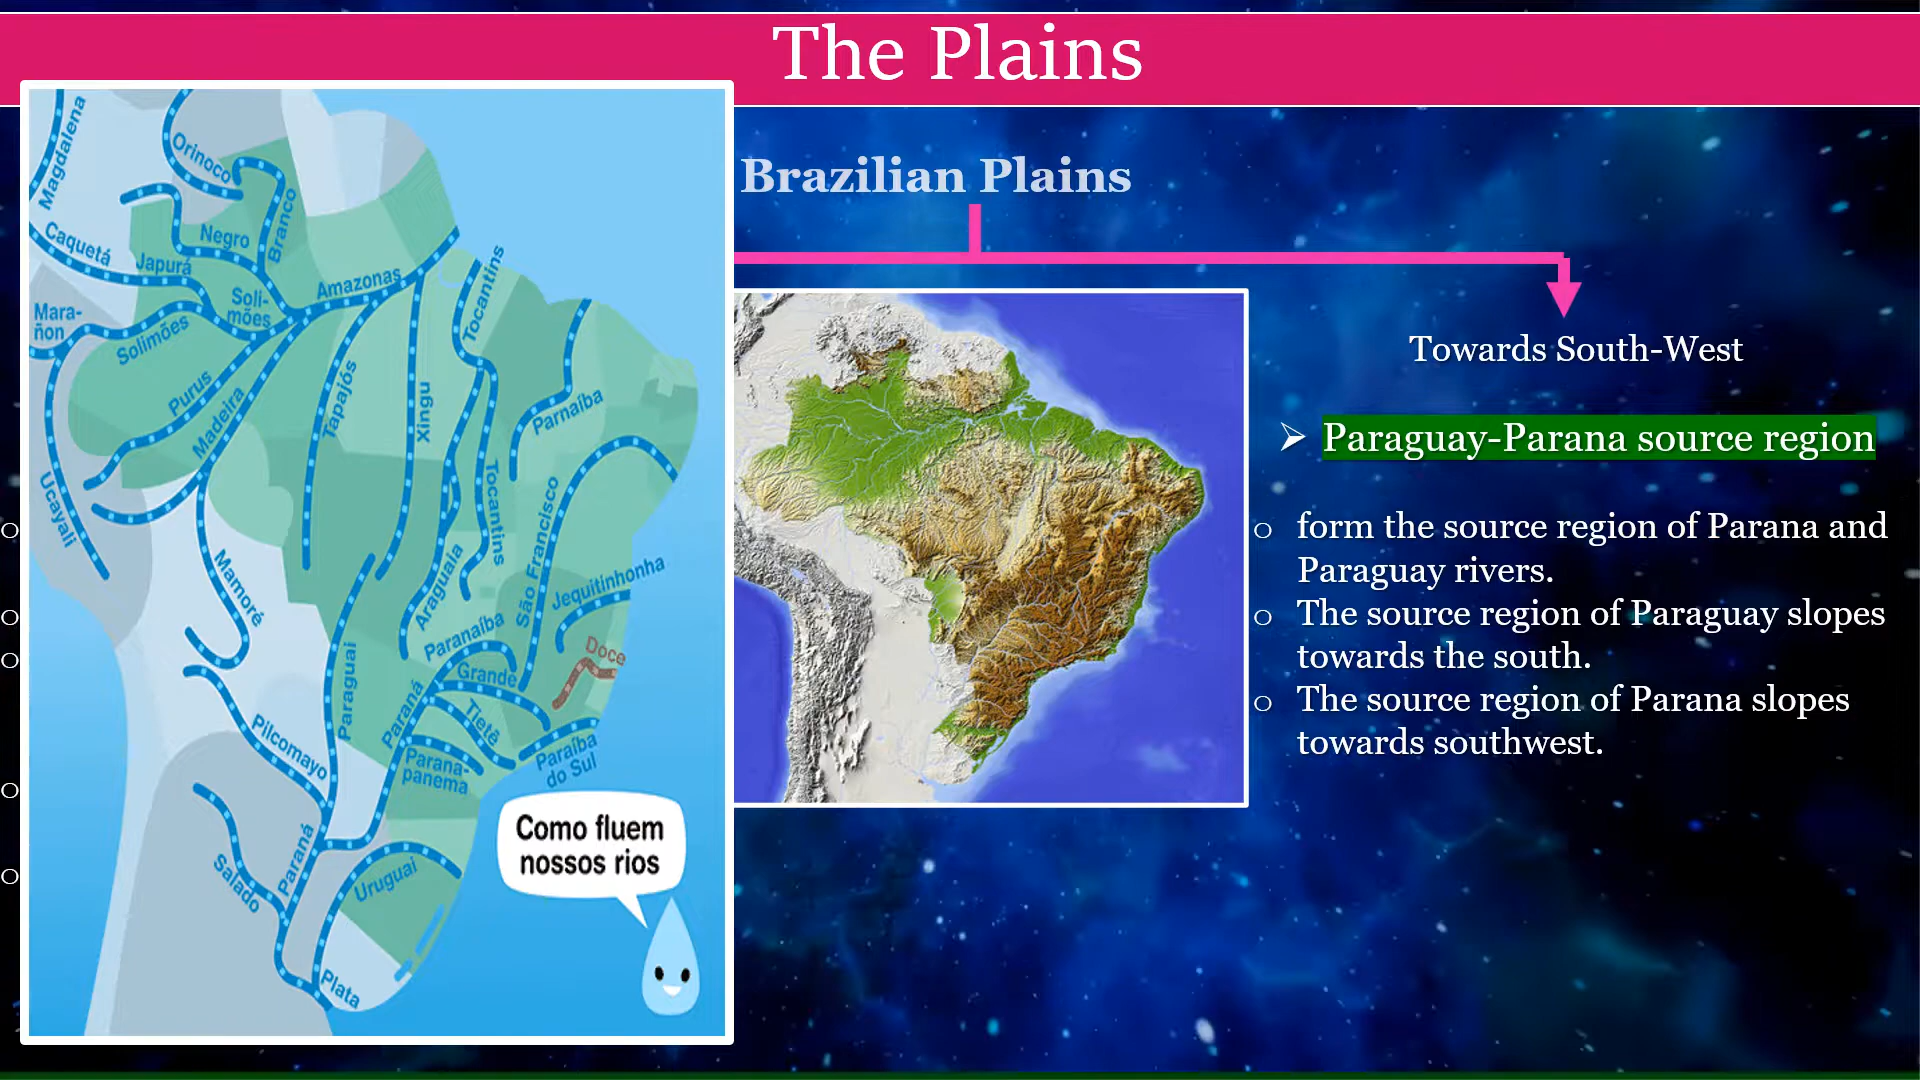 The Plains
Brazilian Plains
Towards South-West
Paraguay-Parana source region
form the source region of Parana and
Paraguay rivers.
The source region of Paraguay slopes
towards the south.
The source region of Parana slopes
towards southwest.
Magdalena
Orinoco
Branco
Negro
Caquetá
Japurá
Amazonas
Tocantins
Soli-
mões
Mara-
ñon
Solimões
Purus
Madeira
Tapajós
Xingu
Parnaíba
Ucayali
Tocantins
São Francisco
Mamoré
Araguaia
Jequitinhonha
Paranaíba
Doce
Grande
Paraguai
Paraná
Tietê
Pilcomayo
Parana-
panema
Paraíba
do Sul
Como fluem
nossos rios
Paraná
Salado
Uruguai
Plata